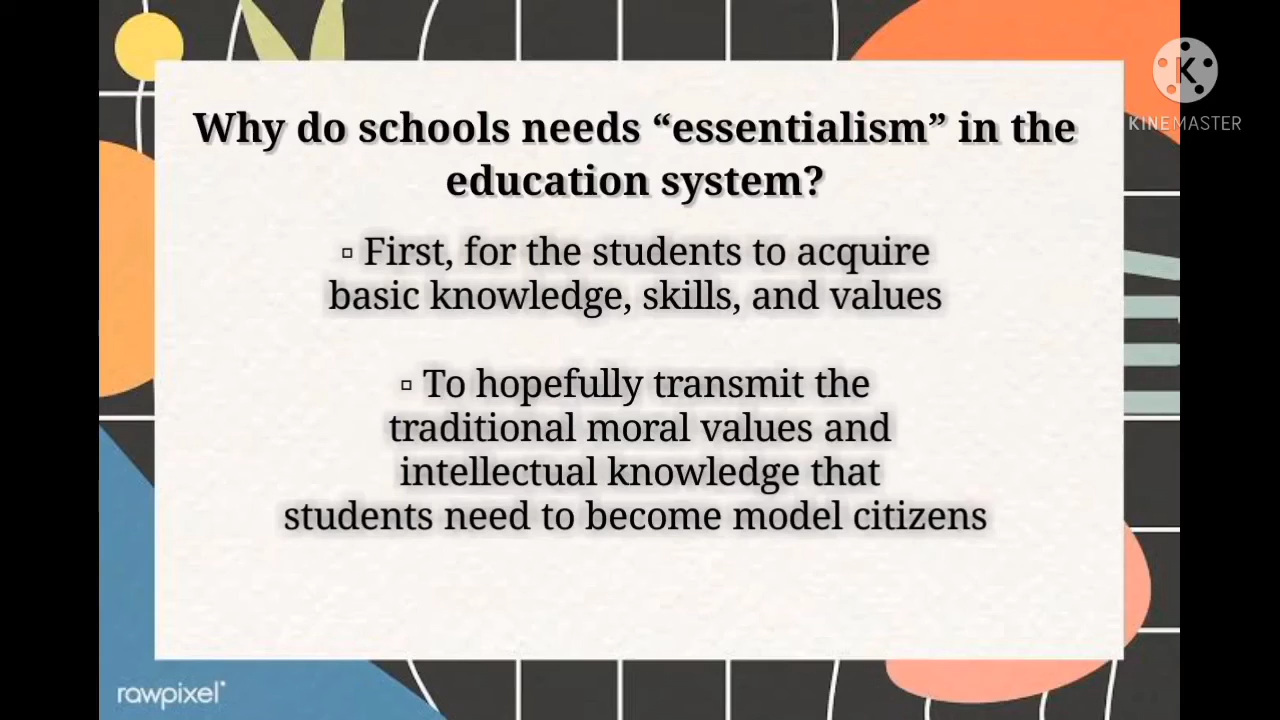 Why do schools needs “essentialism” in the
education system?
▫ First, for the students to acquire
basic knowledge, skills, and values
▫ To hopefully transmit the
traditional moral values and
intellectual knowledge that
students need to become model citizens
K
KINEMASTER
rawpixel